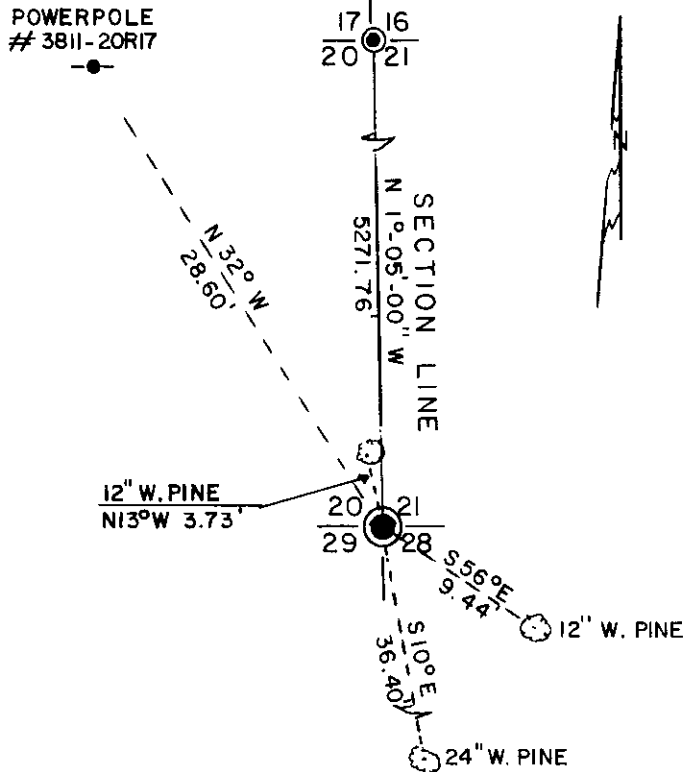 POWERPOLE
# 3811-20R17
17 16
20 21
N
SECTION LINE
N 1°-05'-00" W
5271.76'
N 32° W
28.60'
12" W. PINE
N13°W 3.73'
20 21
29 28
S56°E
9.44'
12" W. PINE
S10°E
36.40'
24" W. PINE